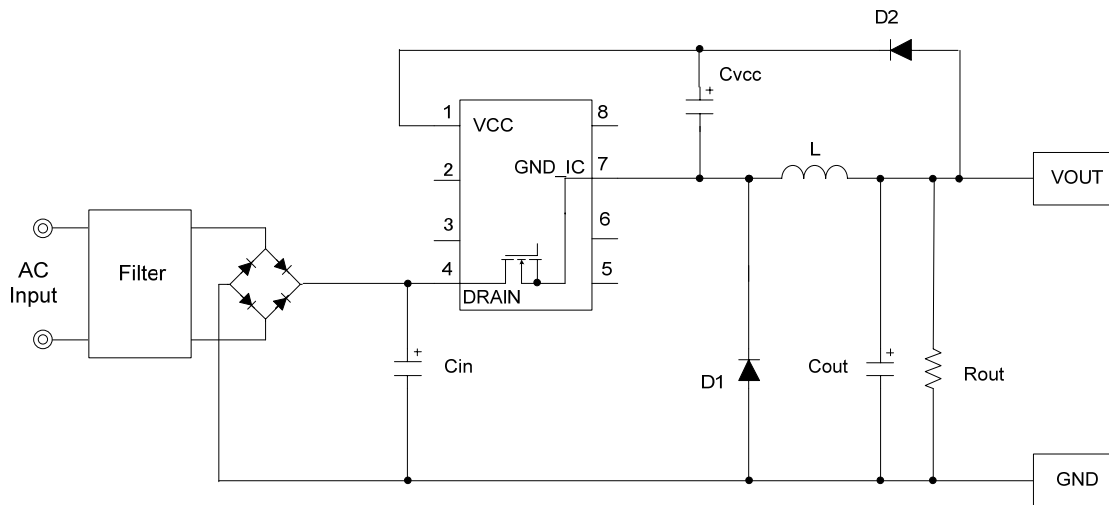 D2
Cvcc
+
1
VCC
8
2
GND_IC
7
L
VOUT
3
6
AC
Input
Filter
4
DRAIN
5
+
Cin
D1
Cout
+
Rout
GND